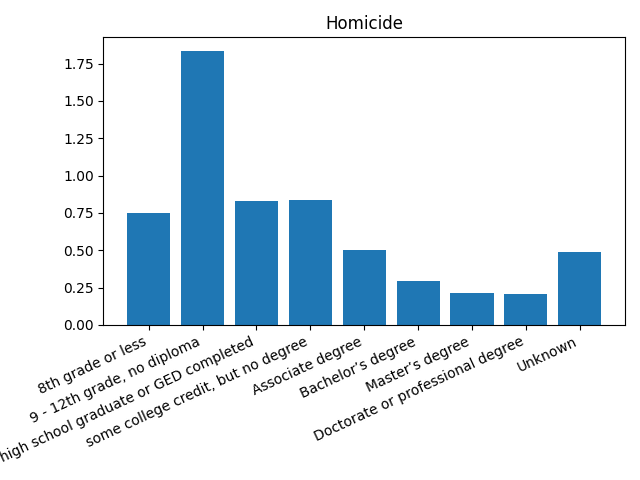 Homicide
1.75
1.50
1.25
1.00
0.75
0.50
0.25
0.00
8th grade or less
9 - 12th grade, no diploma
high school graduate or GED completed
some college credit, but no degree
Associate degree
Bachelor’s degree
Master’s degree
Doctorate or professional degree
Unknown